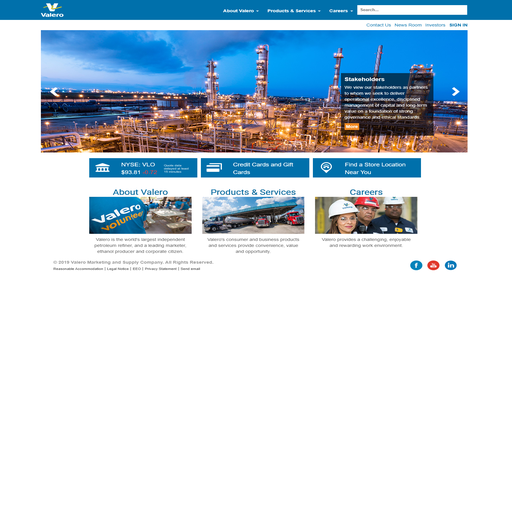 Valero
About Valero
Products & Services
Careers
Search...
Contact Us
News Room
Investors
SIGN IN
Stakeholders
We view our stakeholders as partners
to whom we seek to deliver
operational excellence, disciplined
management of capital and long-term
value on a foundation of strong
governance and ethical standards.
NYSE: VLO
$93.81
Credit Cards and Gift
Cards
Find a Store Location
Near You
About Valero
Products & Services
Careers
Valero
Volunteer
Valero is the world's largest independent
petroleum refiner, and a leading marketer,
ethanol producer and corporate citizen.
Valero's consumer and business products
and services provide convenience, value
and opportunity.
Valero provides a challenging, enjoyable
and rewarding work environment
© 2019 Valero Marketing and Supply Company. All Rights Reserved.
Reasonable Accommodation | Legal Notice | EEO | Privacy Statement | Send email